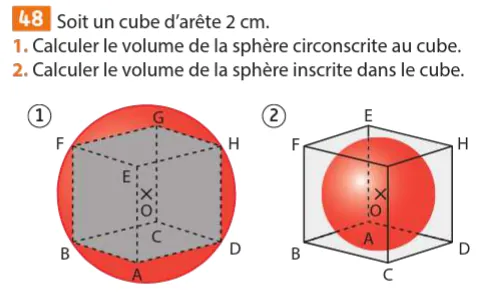 48 Soit un cube d'arête 2 cm.
1. Calculer le volume de la sphère circonscrite au cube.
2. Calculer le volume de la sphère inscrite dans le cube.
1
G
F
H
E
O
C
B
D
A
2
E
F
H
O
A
B
D
C